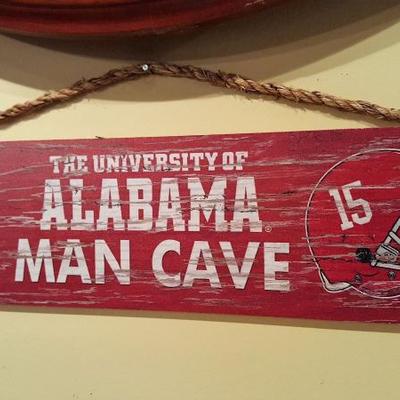 THE UNIVERSITY OF
ALABAMA®
MAN CAVE
15